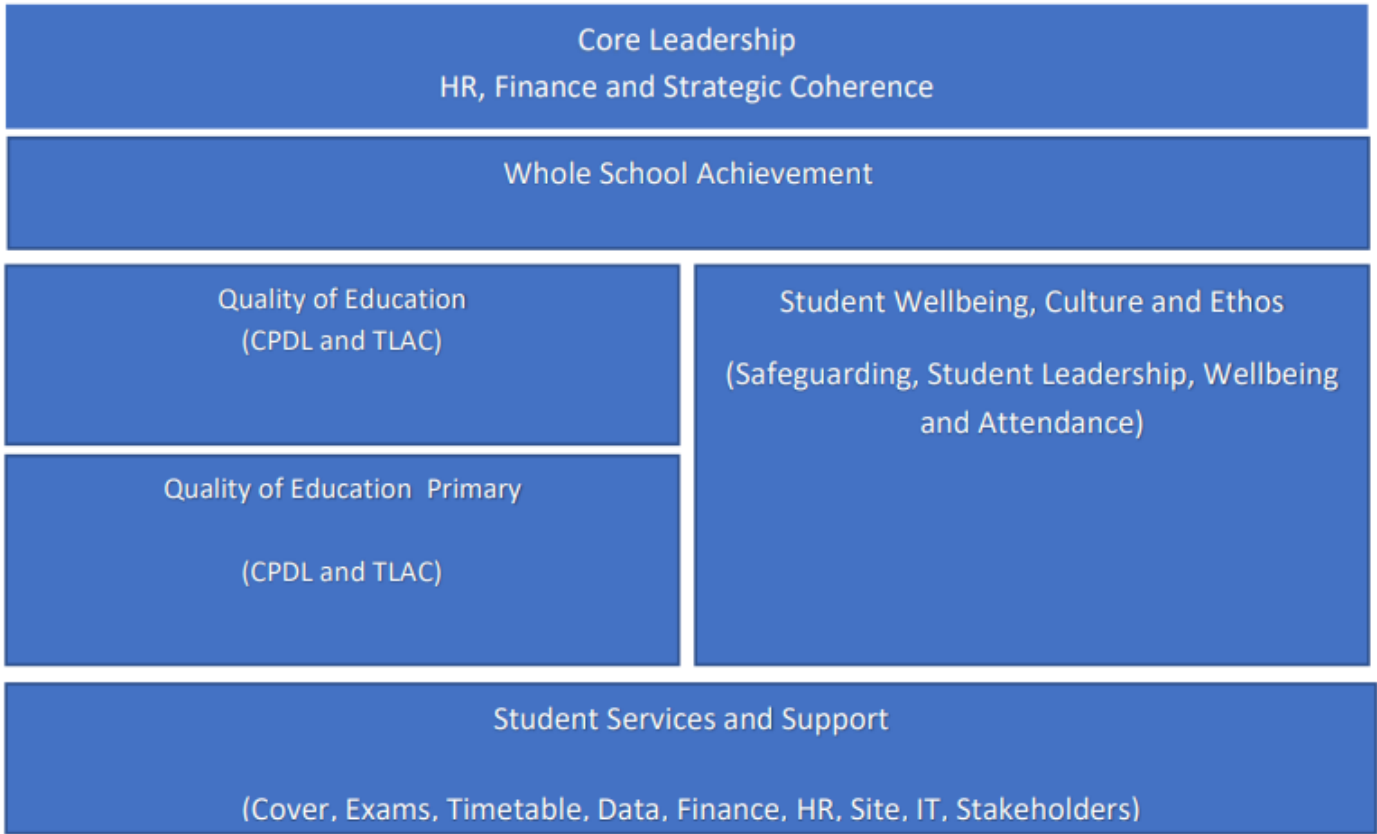 Core Leadership
HR, Finance and Strategic Coherence
Whole School Achievement
Quality of Education
(CPDL and TLAC)
Quality of Education  Primary
(CPDL and TLAC)
Student Wellbeing, Culture and Ethos
(Safeguarding, Student Leadership, Wellbeing
and Attendance)
Student Services and Support
(Cover, Exams, Timetable, Data, Finance, HR, Site, IT, Stakeholders)